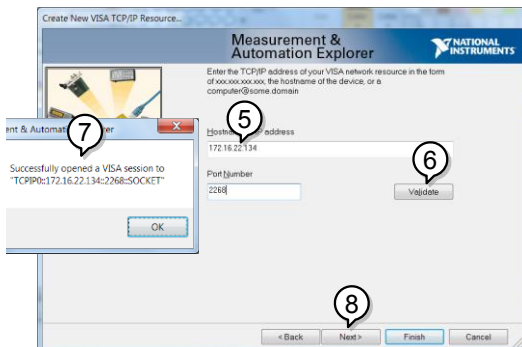 Create New VISA TCP/IP Resource...
Measurement &
Automation Explorer
NATIONAL
INSTRUMENTS
Enter the TCP/IP address of your VISA network resource in the form
of xxx.xxx.xxx.xxx, the hostname of the device, or a
computer@some.domain
5
address
172.16.22.134
Port Number
2268
6
Validate
7
Successfully opened a VISA session to
"TCPIP0::172.16.22.134::2268::SOCKET"
OK
8
< Back
Next >
Finish
Cancel